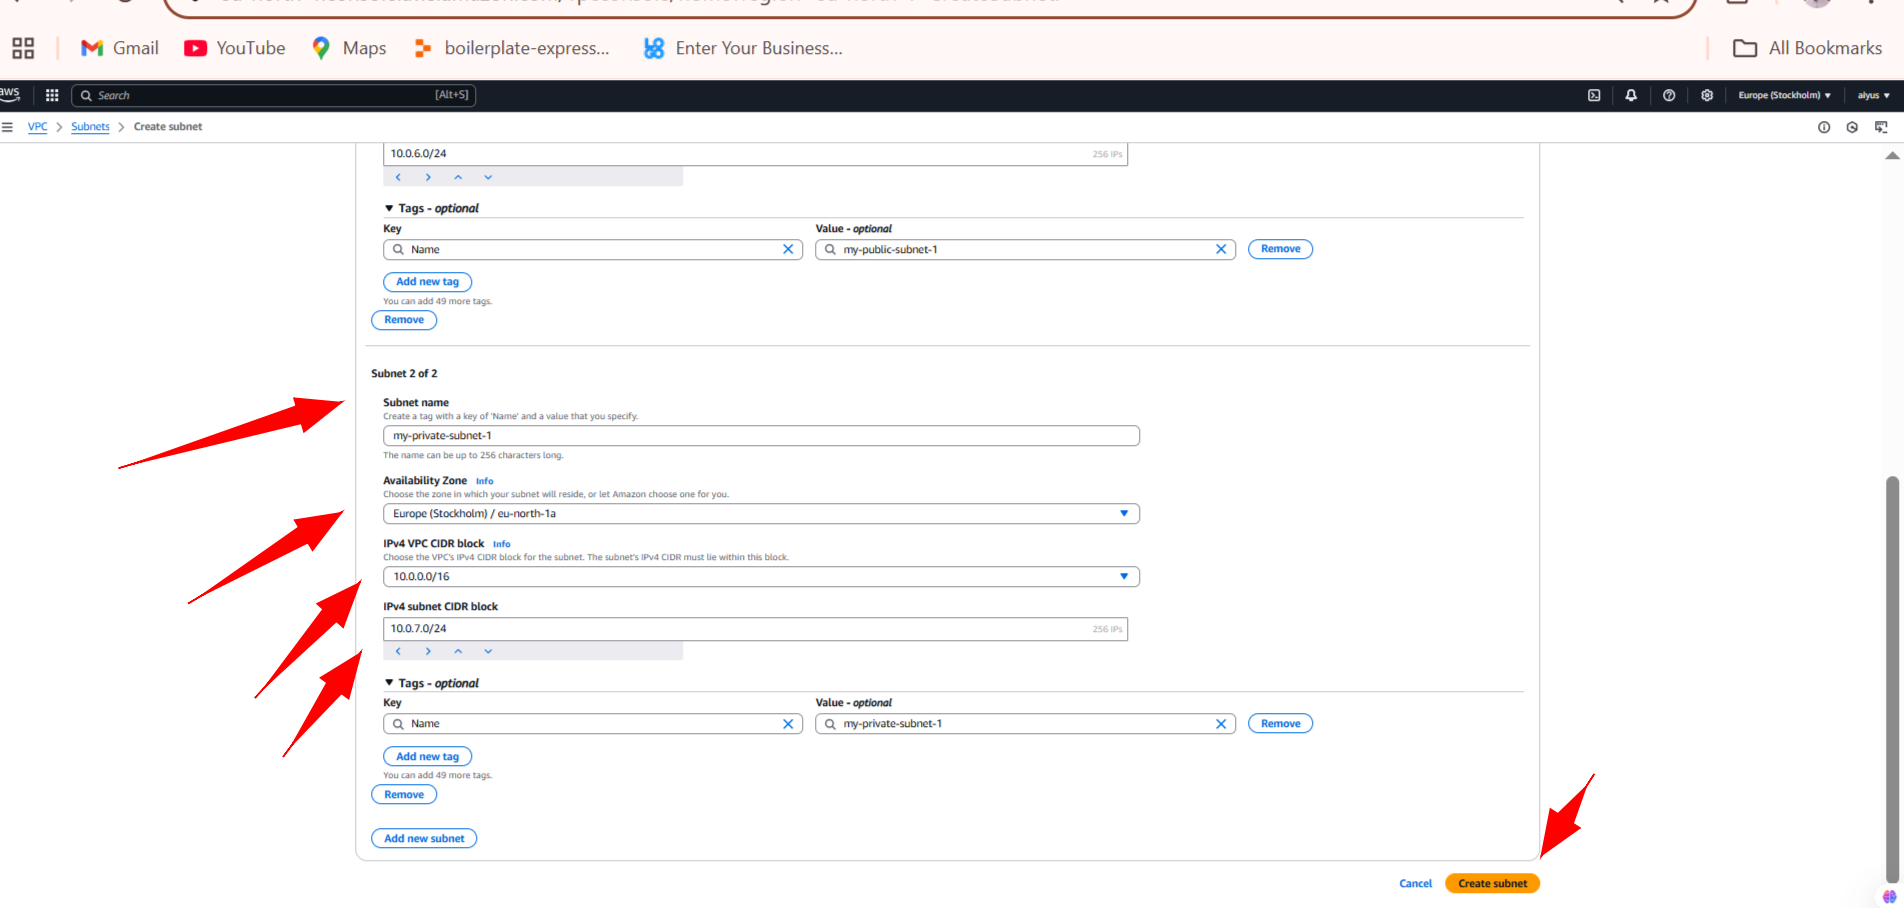 Gmail YouTube Maps boilerplate-express... Enter Your Business... All Bookmarks
aws Search [Alt+S] Europe (Stockholm) aiyus
VPC Subnets Create subnet
10.0.6.0/24 256 IPs
Tags - optional
Key Value - optional
Name my-public-subnet-1 Remove
Add new tag
You can add 49 more tags.
Remove
Subnet 2 of 2
Subnet name
Create a tag with a key of 'Name' and a value that you specify.
my-private-subnet-1
The name can be up to 256 characters long.
Availability Zone Info
Choose the zone in which your subnet will reside, or let Amazon choose one for you.
Europe (Stockholm) / eu-north-1a
IPv4 VPC CIDR block Info
Choose the VPC's IPv4 CIDR block for the subnet. The subnet's IPv4 CIDR must lie within this block.
10.0.0.0/16
IPv4 subnet CIDR block
10.0.7.0/24 256 IPs
Tags - optional
Key Value - optional
Name my-private-subnet-1 Remove
Add new tag
You can add 49 more tags.
Remove
Add new subnet
Cancel Create subnet